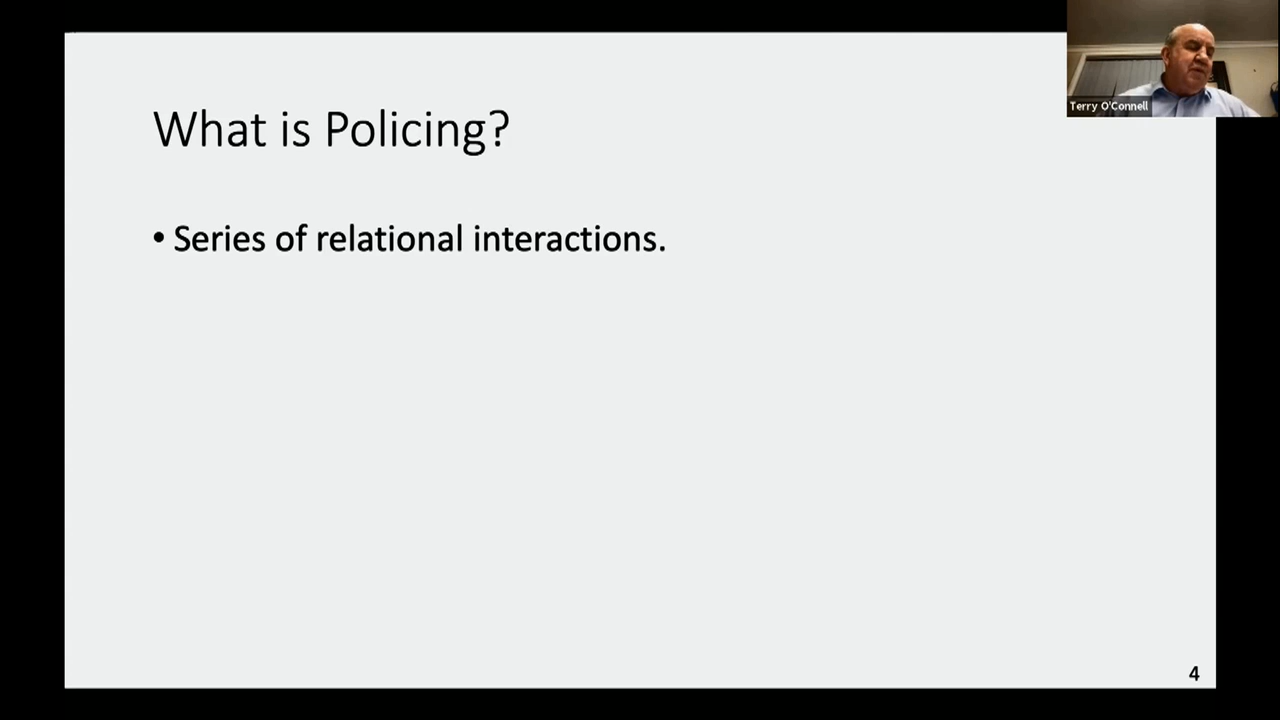 Terry O'Connell
What is Policing?
• Series of relational interactions.
4